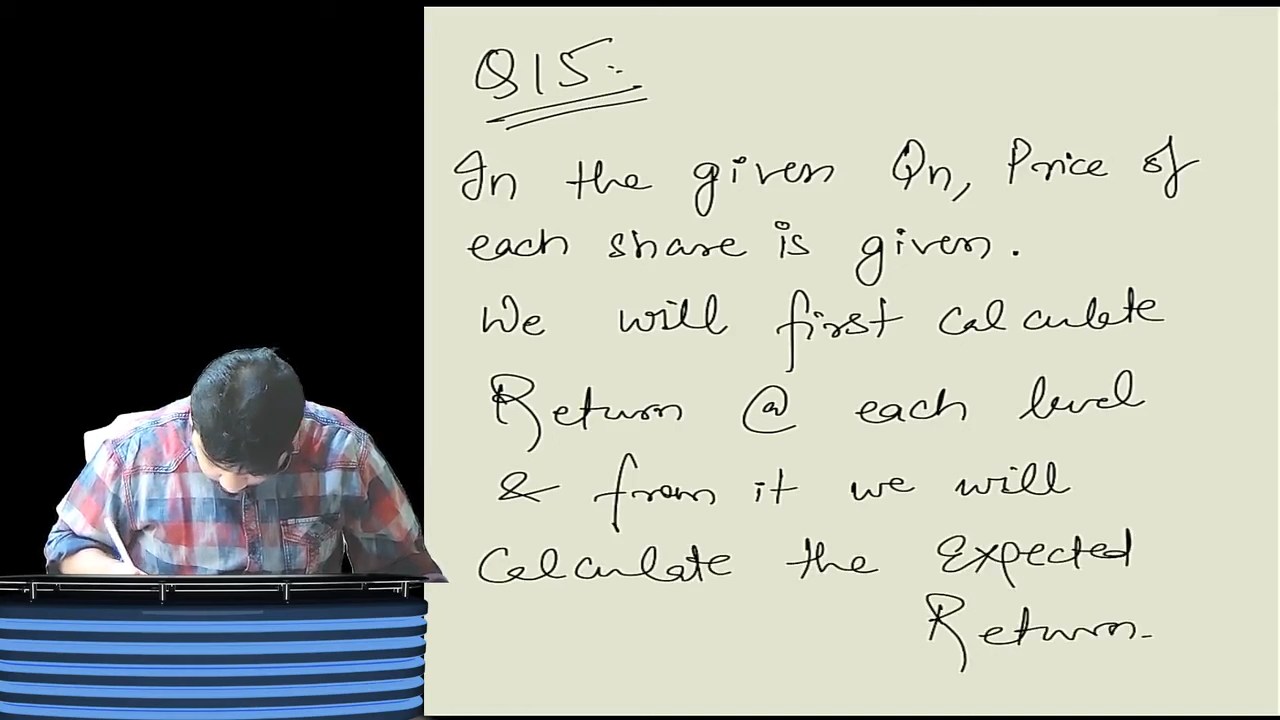 Q15:
In the given Qn, Price of
each share is given.
We will first calculate
Return @ each level
& from it we will
Calculate the Expected
Return.